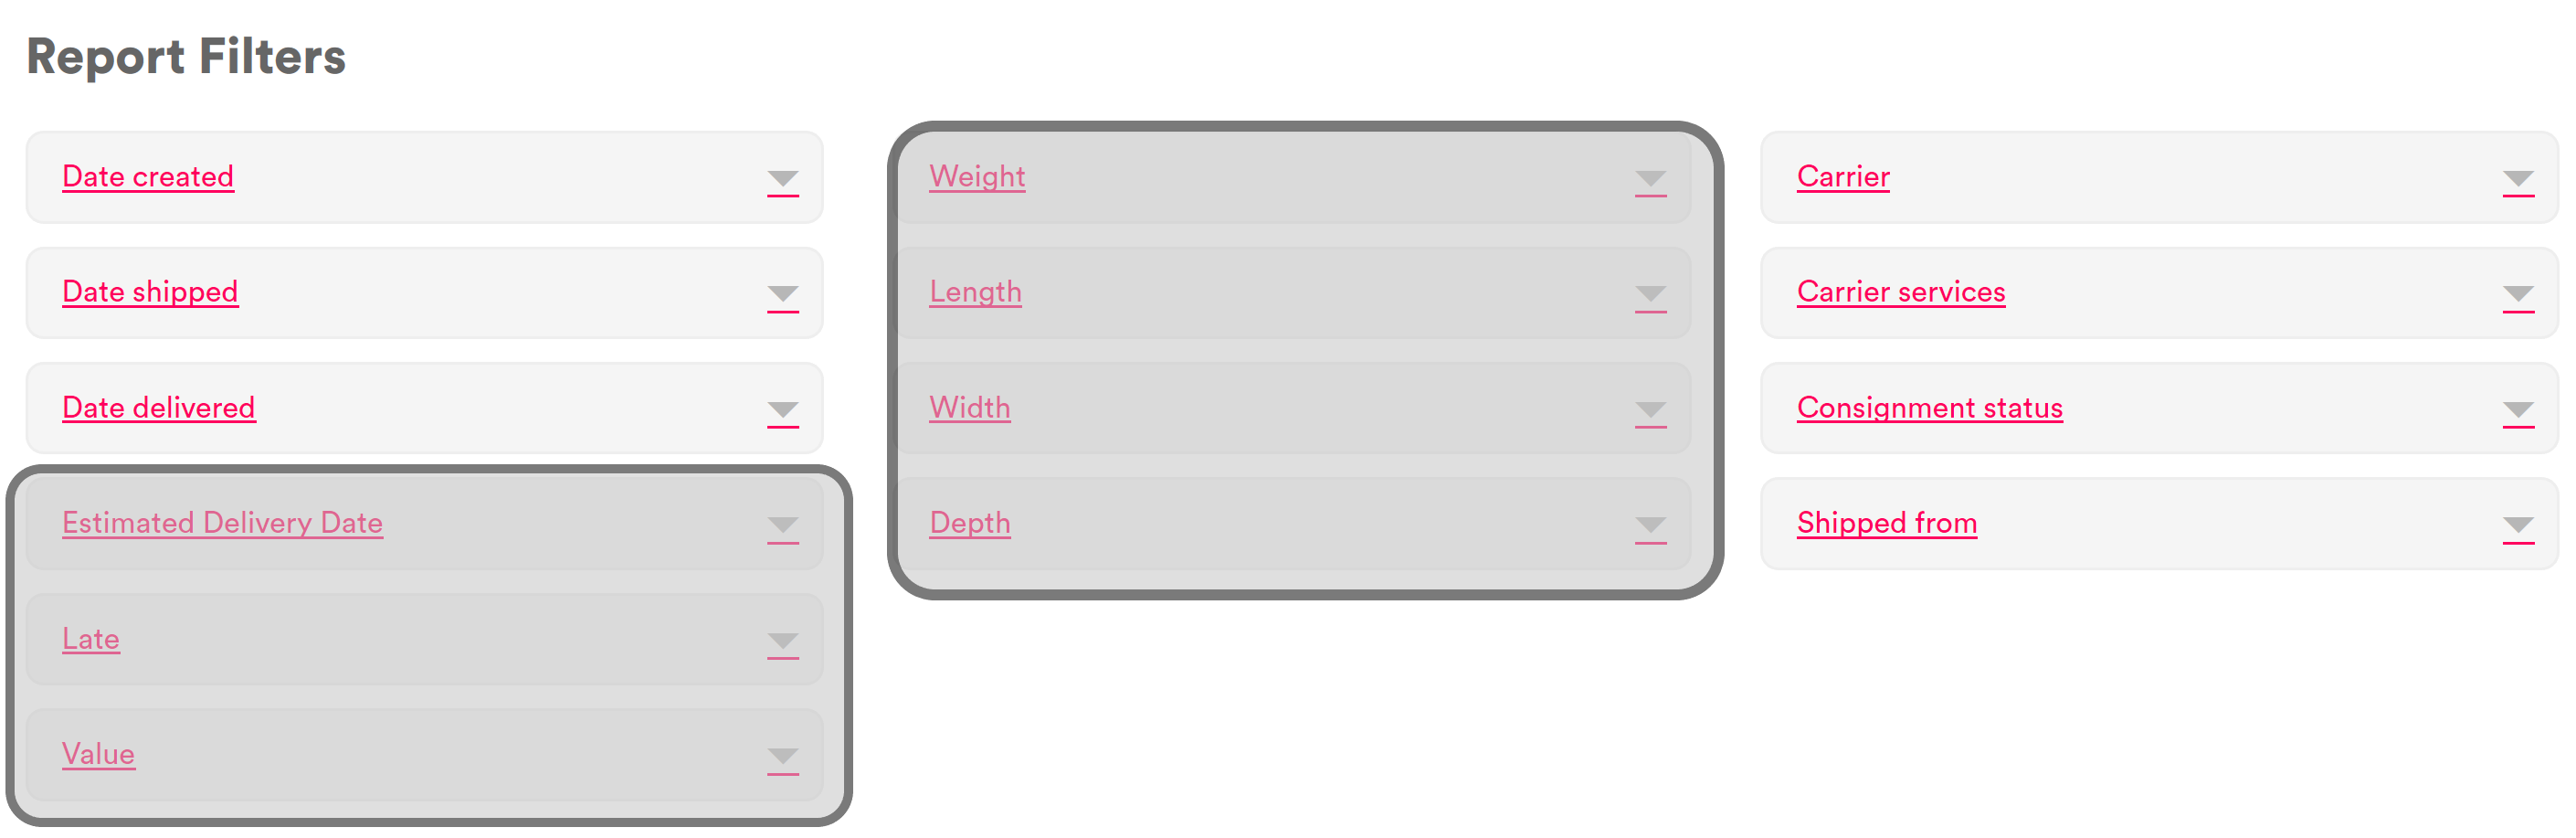 Report Filters
Date created
Date shipped
Date delivered
Estimated Delivery Date
Late
Value
Weight
Length
Width
Depth
Carrier
Carrier services
Consignment status
Shipped from